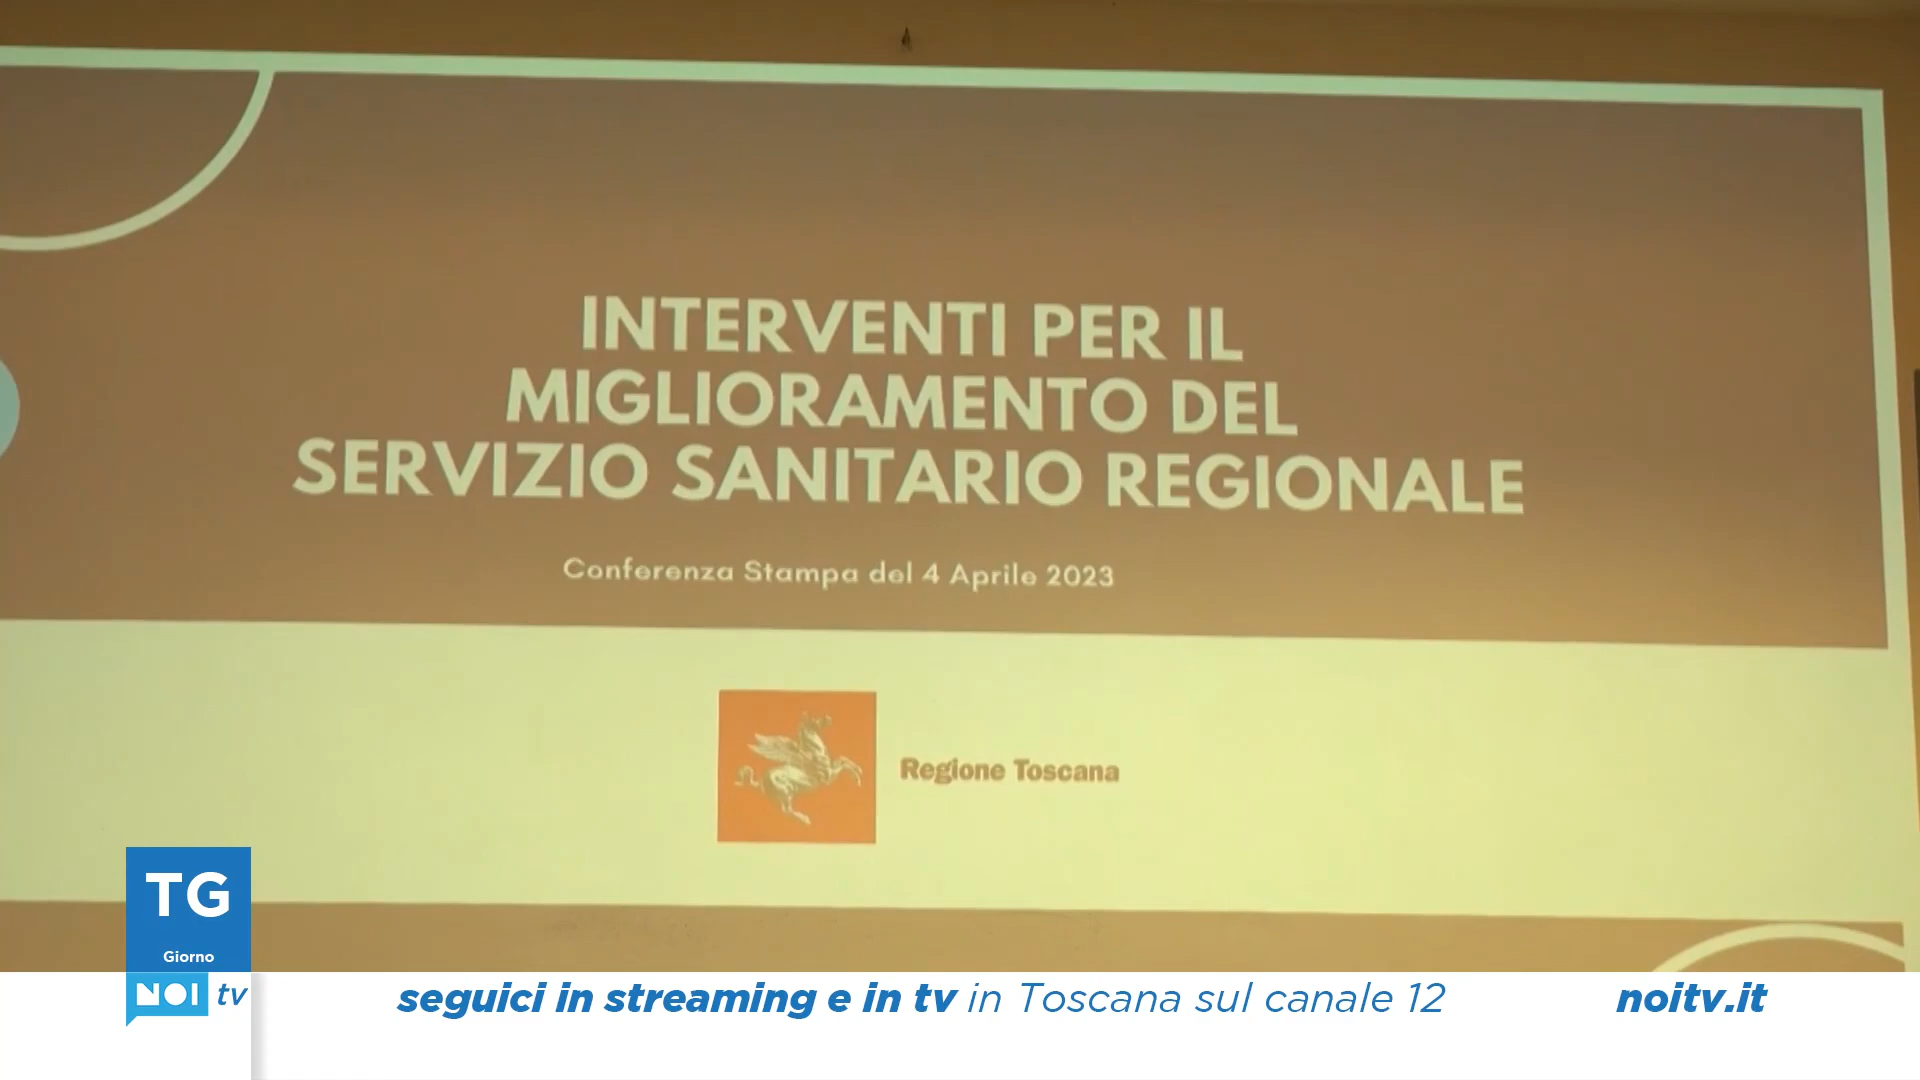 INTERVENTI PER IL
MIGLIORAMENTO DEL
SERVIZIO SANITARIO REGIONALE
Conferenza Stampa del 4 Aprile 2023
Regione Toscana
TG
Giorno
NOI tv
seguici in streaming e in tv in Toscana sul canale 12
noitv.it